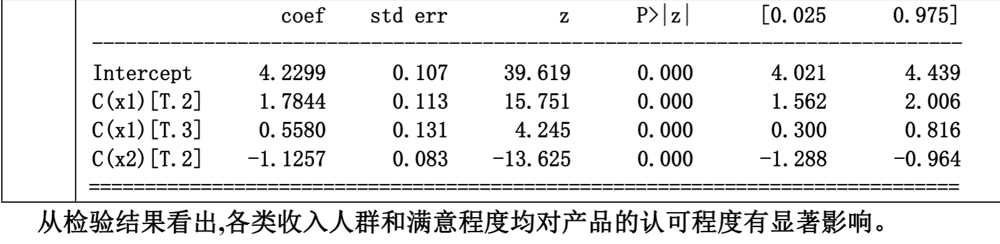 coef std err z P>|z| [0.025 0.975]
--------------------------------------------------------------------------------
Intercept 4.2299 0.107 39.619 0.000 4.021 4.439
C(x1)[T.2] 1.7844 0.113 15.751 0.000 1.562 2.006
C(x1)[T.3] 0.5580 0.131 4.245 0.000 0.300 0.816
C(x2)[T.2] -1.1257 0.083 -13.625 0.000 -1.288 -0.964
================================================================================
从检验结果看出,各类收入人群和满意程度均对产品的认可程度有显著影响。